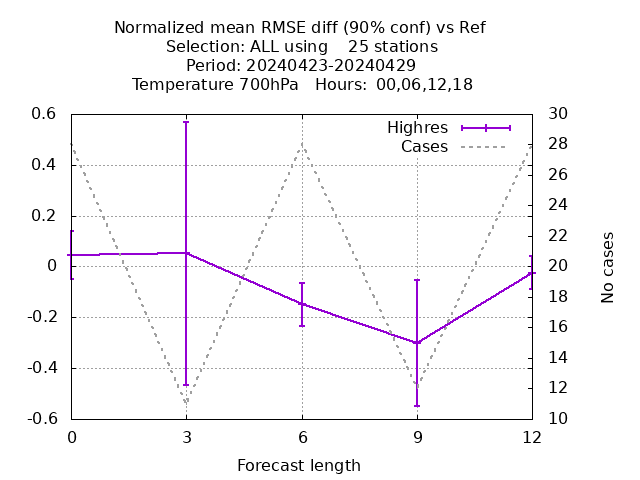 Normalized mean RMSE diff (90% conf) vs Ref
Selection: ALL using    25 stations
Period: 20240423-20240429
Temperature 700hPa   Hours:  00,06,12,18
0.6
0.4
0.2
0
-0.2
-0.4
-0.6
30
28
26
24
22
20
18
16
14
12
10
Highres
Cases
No cases
0 3 6 9 12
Forecast length